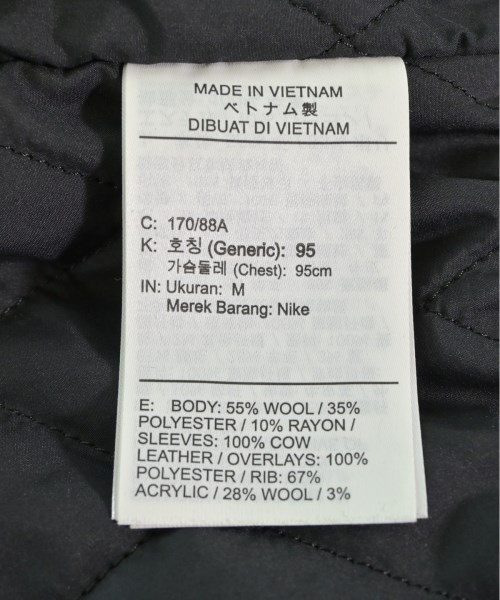 MADE IN VIETNAM
ベトナム製
DIBUAT DI VIETNAM
C: 170/88A
K: 호칭 (Generic): 95
가슴둘레 (Chest): 95cm
IN: Ukuran: M
Merek Barang: Nike
E: BODY: 55% WOOL / 35%
POLYESTER / 10% RAYON /
SLEEVES: 100% COW
LEATHER / OVERLAYS: 100%
POLYESTER / RIB: 67%
ACRYLIC / 28% WOOL / 3%